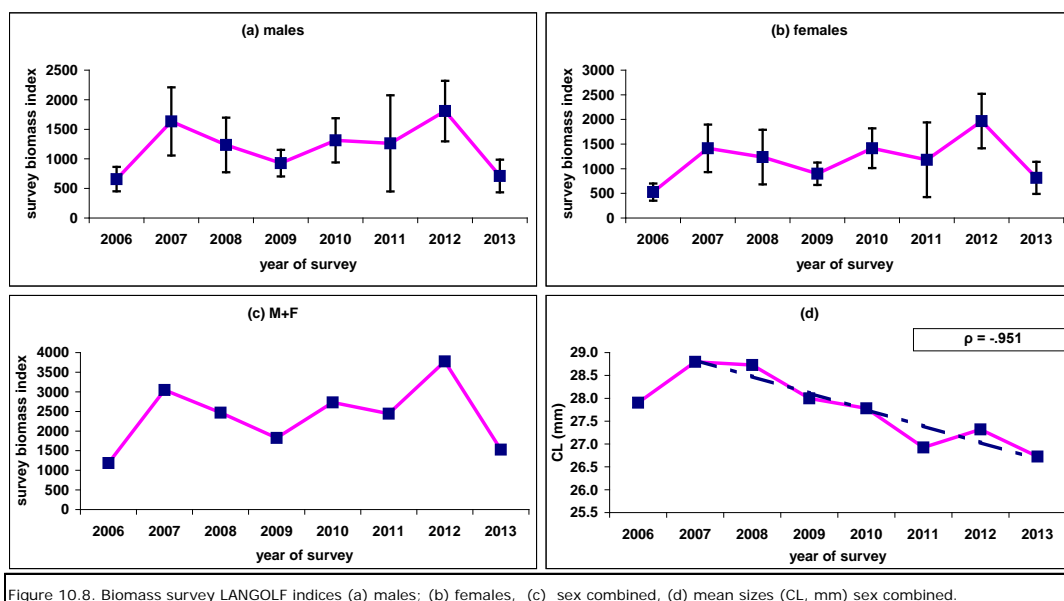 (a) males
2500
2000
1500
1000
500
0
survey biomass index
2006 2007 2008 2009 2010 2011 2012 2013
year of survey
(b) females
3000
2500
2000
1500
1000
500
0
survey biomass index
2006 2007 2008 2009 2010 2011 2012 2013
year of survey
(c) M+F
4000
3500
3000
2500
2000
1500
1000
500
0
survey biomass index
2006 2007 2008 2009 2010 2011 2012 2013
year of survey
(d)
ρ = -.951
29.0
28.5
28.0
27.5
27.0
26.5
26.0
25.5
CL (mm)
2006 2007 2008 2009 2010 2011 2012 2013
year of survey
Figure 10.8. Biomass survey LANGOLF indices (a) males; (b) females, (c) sex combined, (d) mean sizes (CL, mm) sex combined.